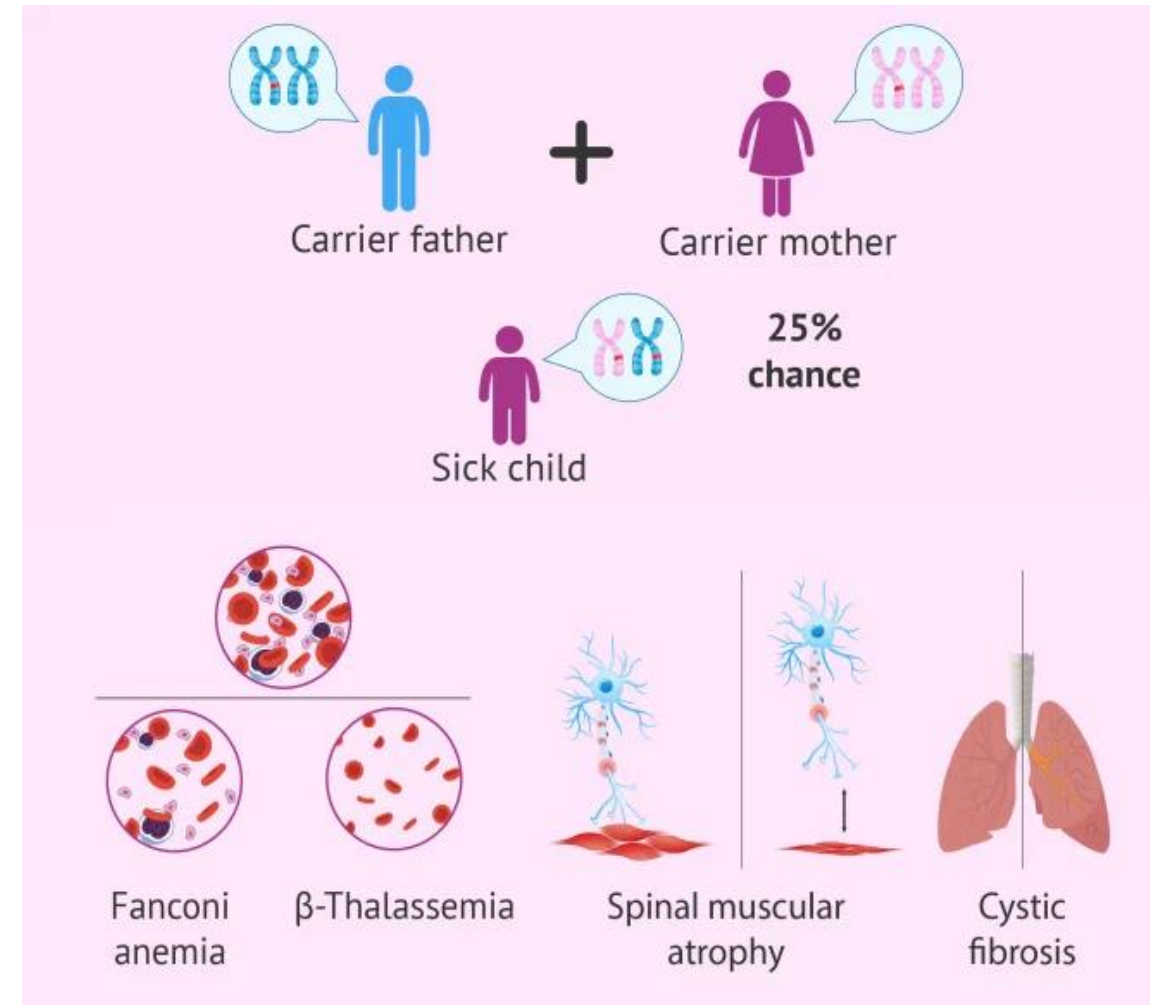 Carrier father
Carrier mother
25%
chance
Sick child
Fanconi
anemia
β-Thalassemia
Spinal muscular
atrophy
Cystic
fibrosis